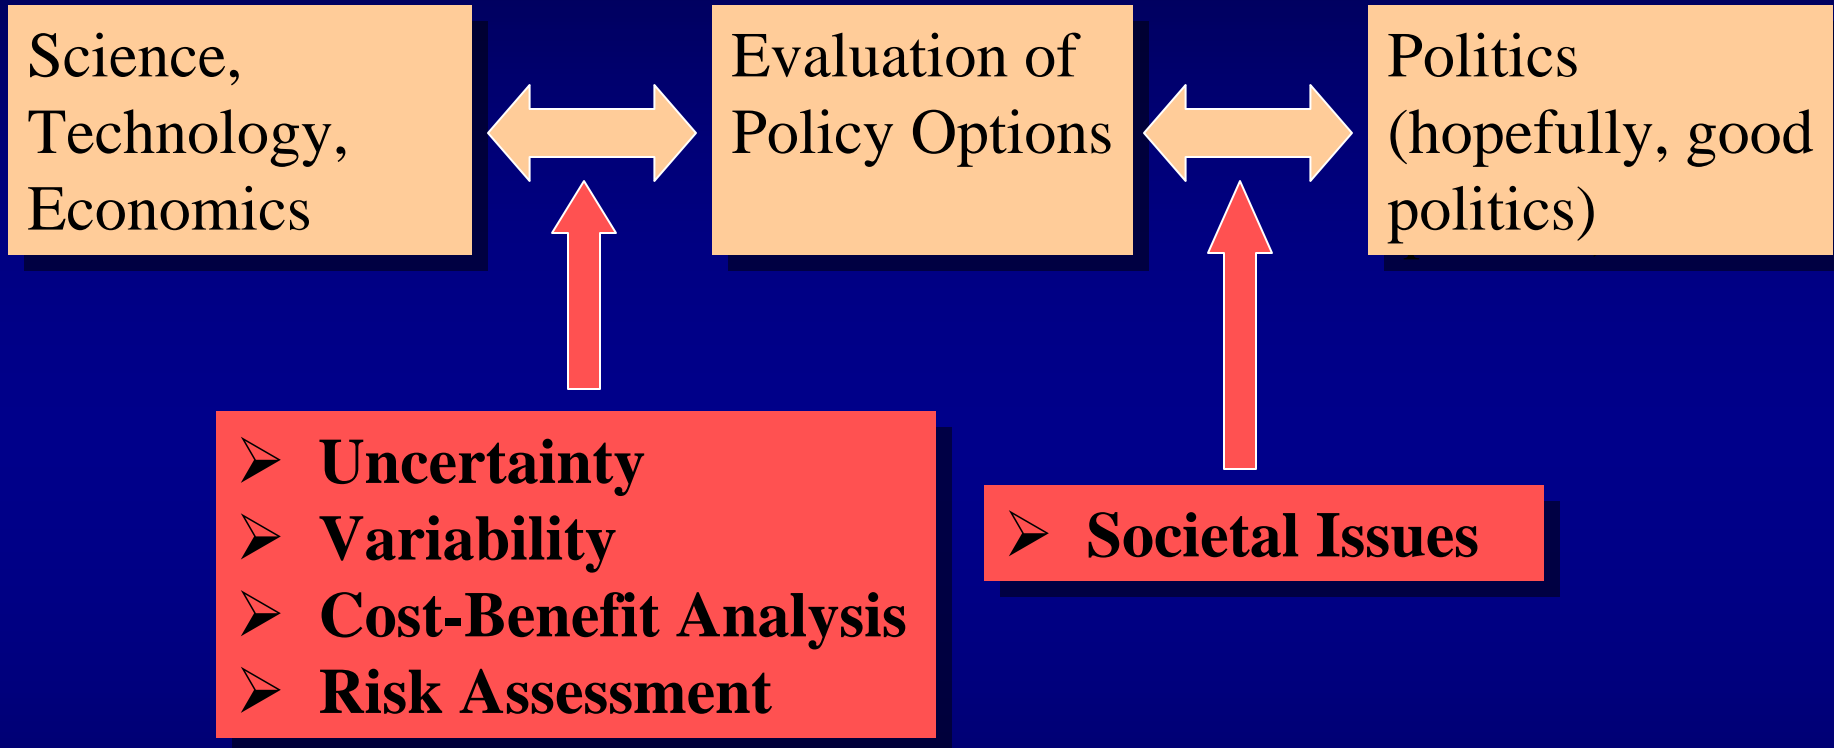 Science,
Technology,
Economics
Evaluation of
Policy Options
Politics
(hopefully, good
politics)
➢ Uncertainty
➢ Variability
➢ Cost-Benefit Analysis
➢ Risk Assessment
➢ Societal Issues